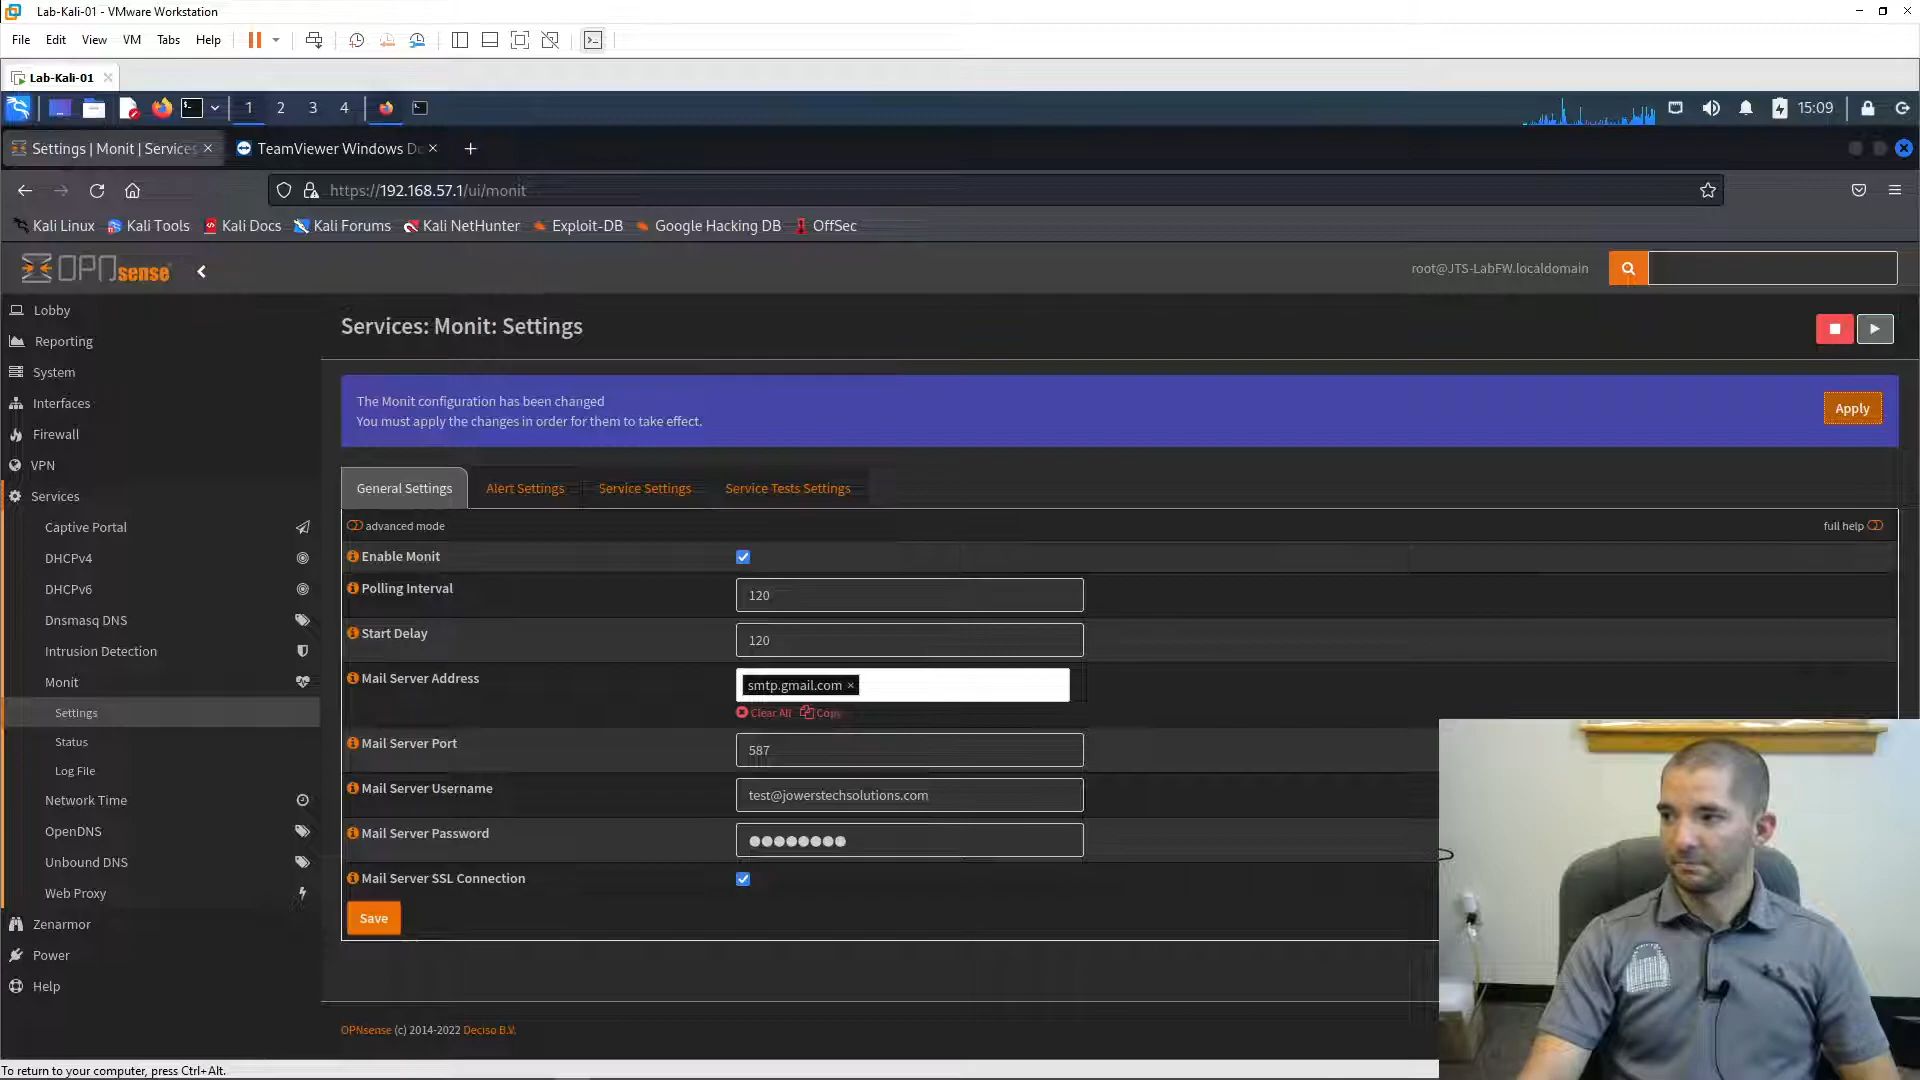 Lab-Kali-01 - VMware Workstation
File Edit View VM Tabs Help
Lab-Kali-01
1 2 3 4
15:09
Settings | Monit | Services
TeamViewer Windows Do
https://192.168.57.1/ui/monit
Kali Linux Kali Tools Kali Docs Kali Forums Kali NetHunter Exploit-DB Google Hacking DB OffSec
OPNsense
root@JTS-LabFW.localdomain
Lobby
Reporting
System
Interfaces
Firewall
VPN
Services
Captive Portal
DHCPv4
DHCPv6
Dnsmasq DNS
Intrusion Detection
Monit
Settings
Status
Log File
Network Time
OpenDNS
Unbound DNS
Web Proxy
Zenarmor
Power
Help
Services: Monit: Settings
The Monit configuration has been changed
You must apply the changes in order for them to take effect.
Apply
General Settings Alert Settings Service Settings Service Tests Settings
advanced mode
full help
Enable Monit
Polling Interval
120
Start Delay
120
Mail Server Address
smtp.gmail.com ×
Clear All Copy
Mail Server Port
587
Mail Server Username
test@jowerstechsolutions.com
Mail Server Password
Mail Server SSL Connection
Save
OPNsense (c) 2014-2022 Deciso B.V.
To return to your computer, press Ctrl+Alt.